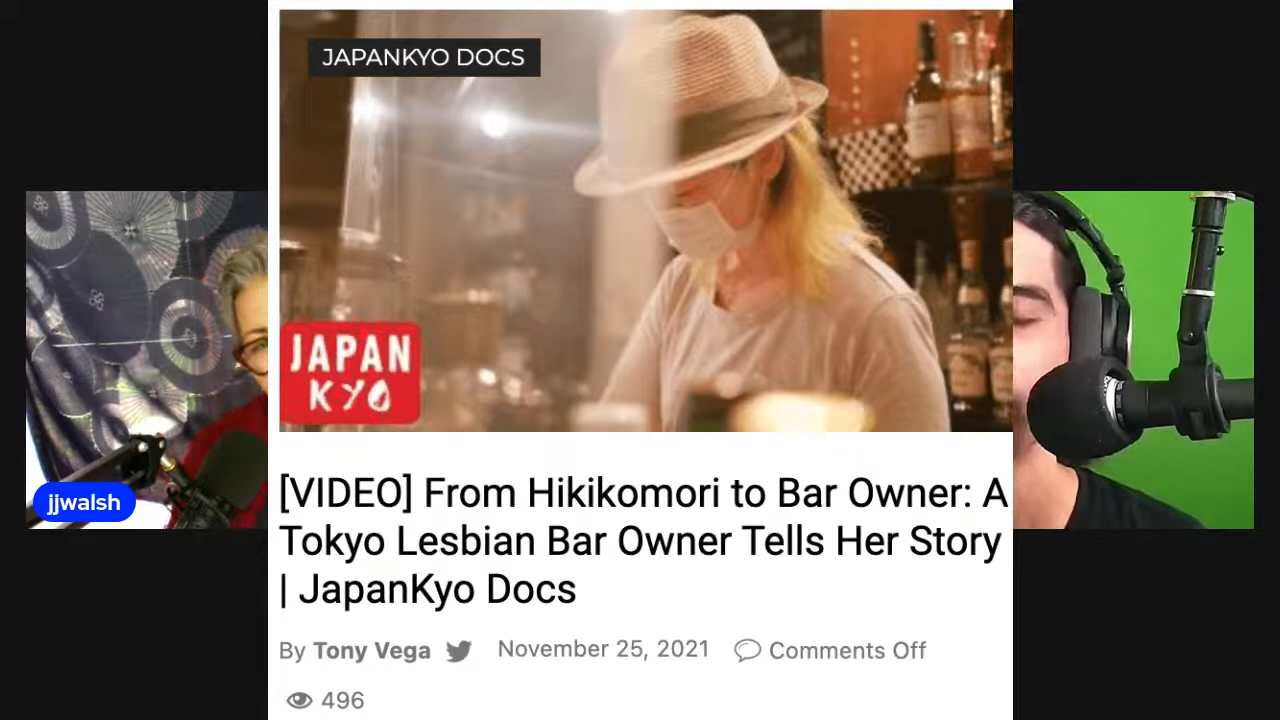 JAPANKYO DOCS
JAPAN
KYO
jjwalsh
[VIDEO] From Hikikomori to Bar Owner: A
Tokyo Lesbian Bar Owner Tells Her Story
| JapanKyo Docs
By Tony Vega November 25, 2021 Comments Off
496